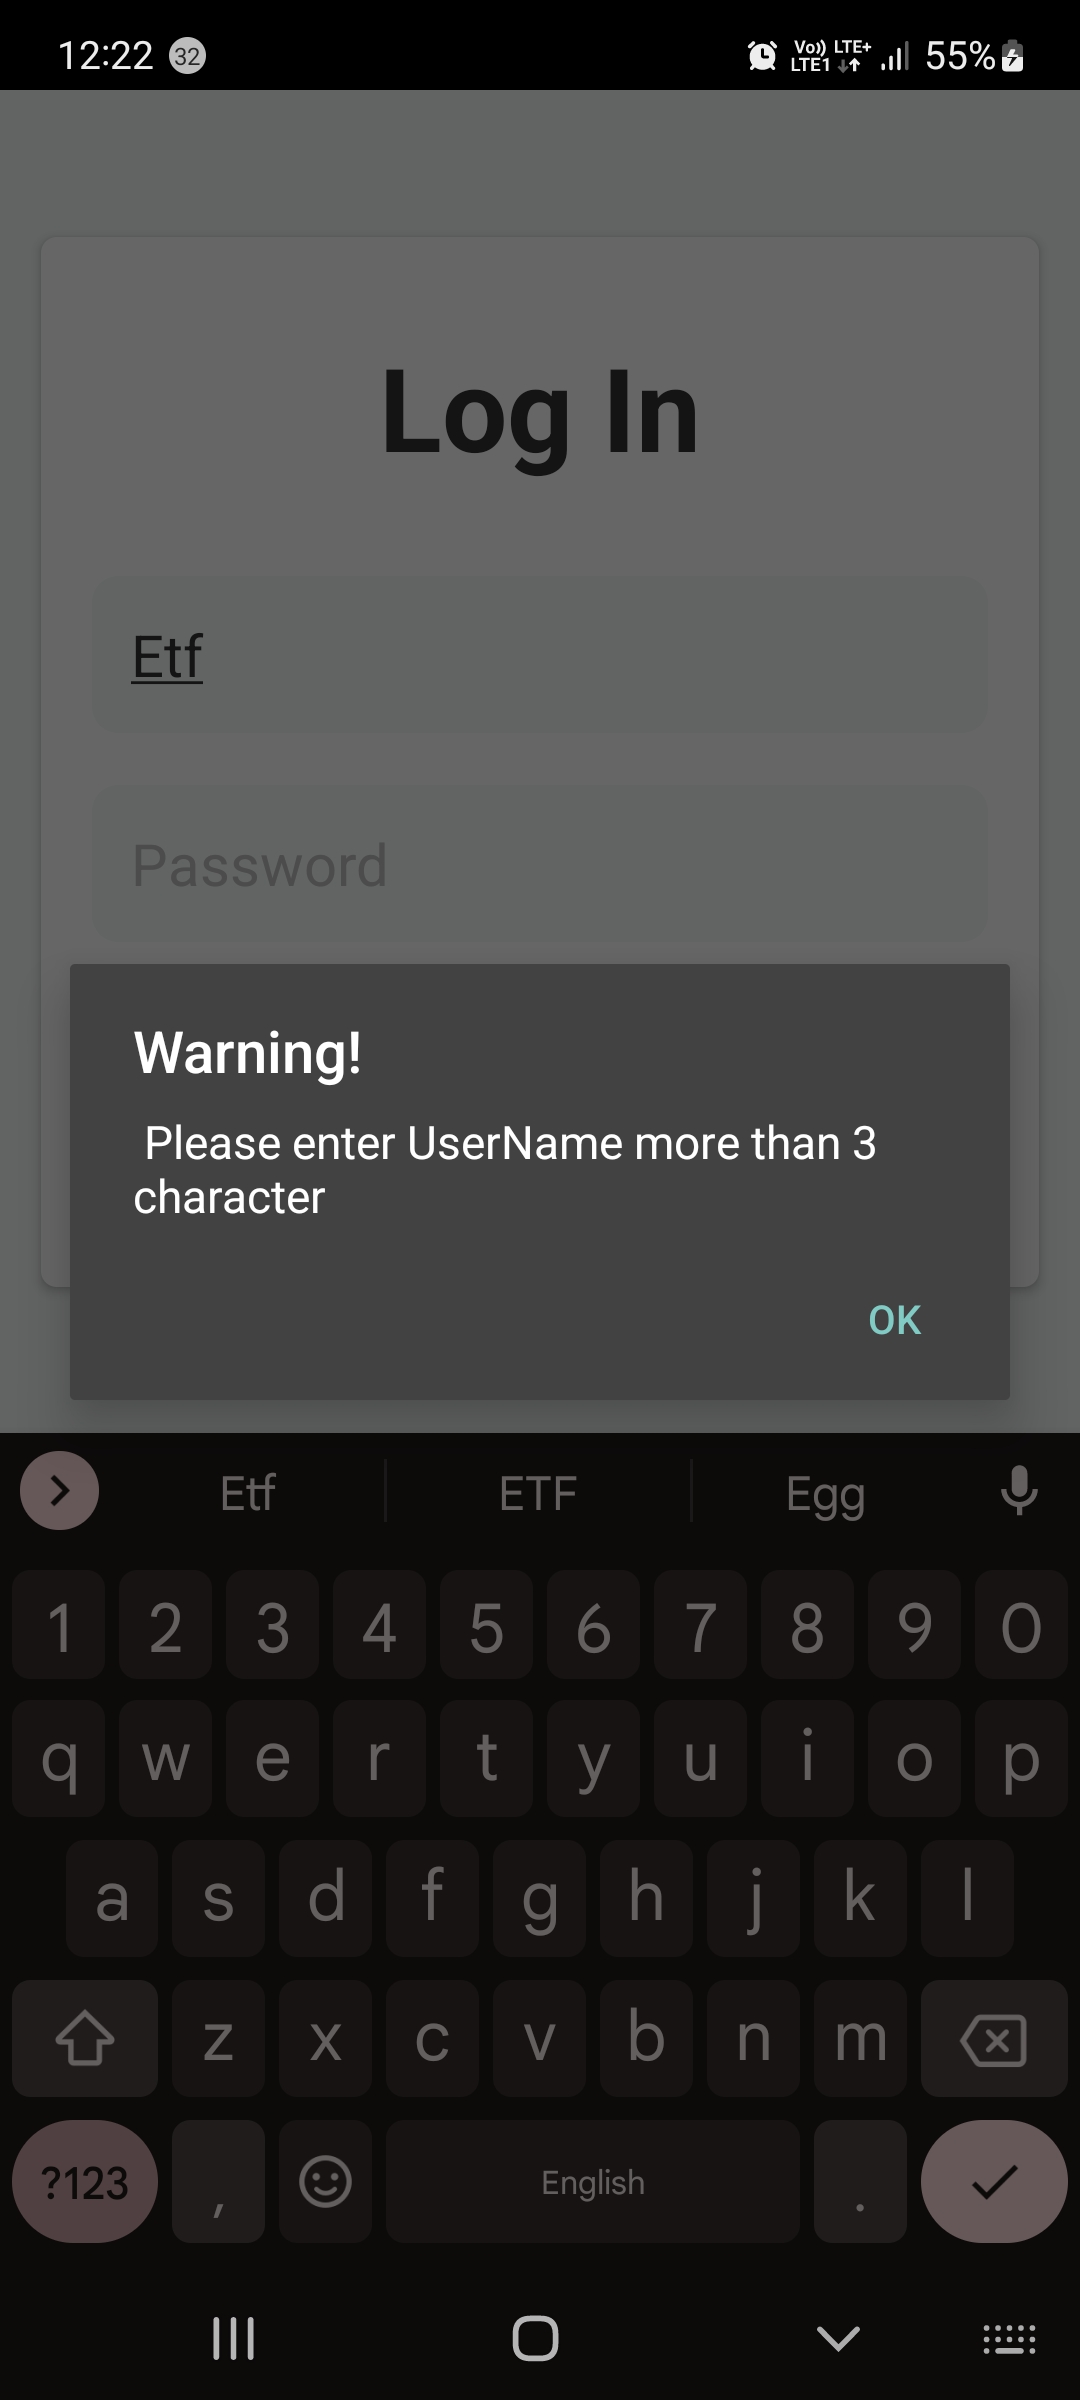 12:22 32 Vo)) LTE+ LTE1 55%
Log In
Etf
Password
Warning!
Please enter UserName more than 3
character
OK
Etf ETF Egg
1 2 3 4 5 6 7 8 9 0
q w e r t y u i o p
a s d f g h j k l
z x c v b n m
?123 , English .